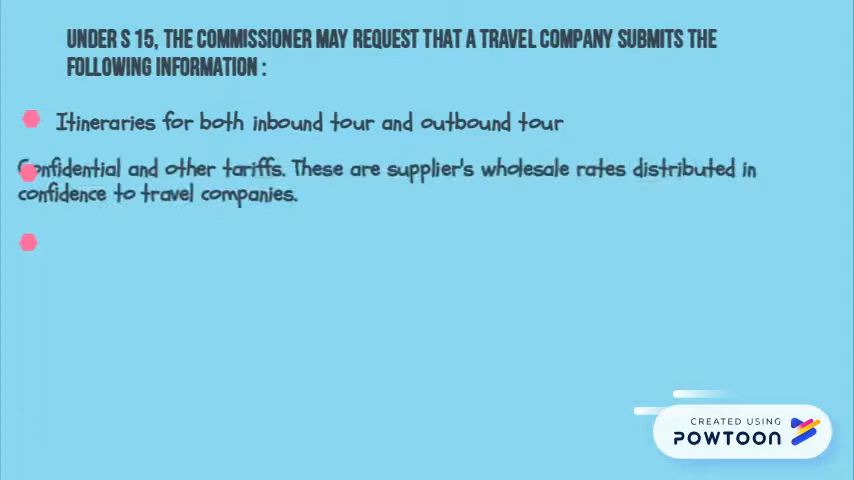 UNDER S 15, THE COMMISSIONER MAY REQUEST THAT A TRAVEL COMPANY SUBMITS THE
FOLLOWING INFORMATION :
Itineraries for both inbound tour and outbound tour
Confidential and other tariffs. These are supplier's wholesale rates distributed in
confidence to travel companies.
CREATED USING
POWTOON